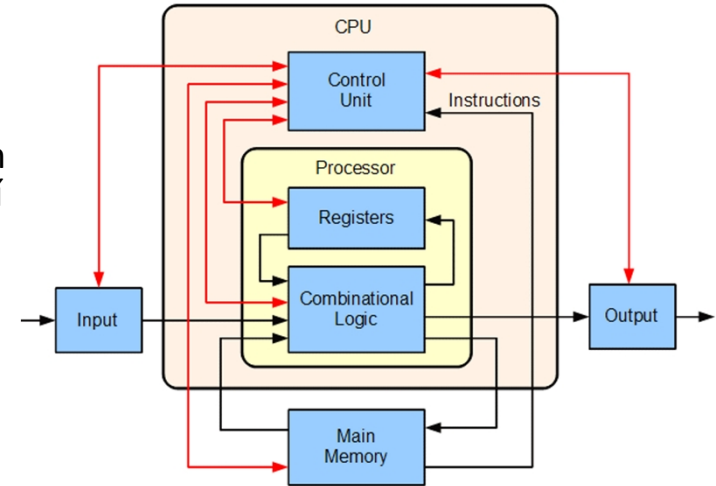 CPU
Control
Unit
Instructions
Processor
Registers
Combinational
Logic
Input
Output
Main
Memory